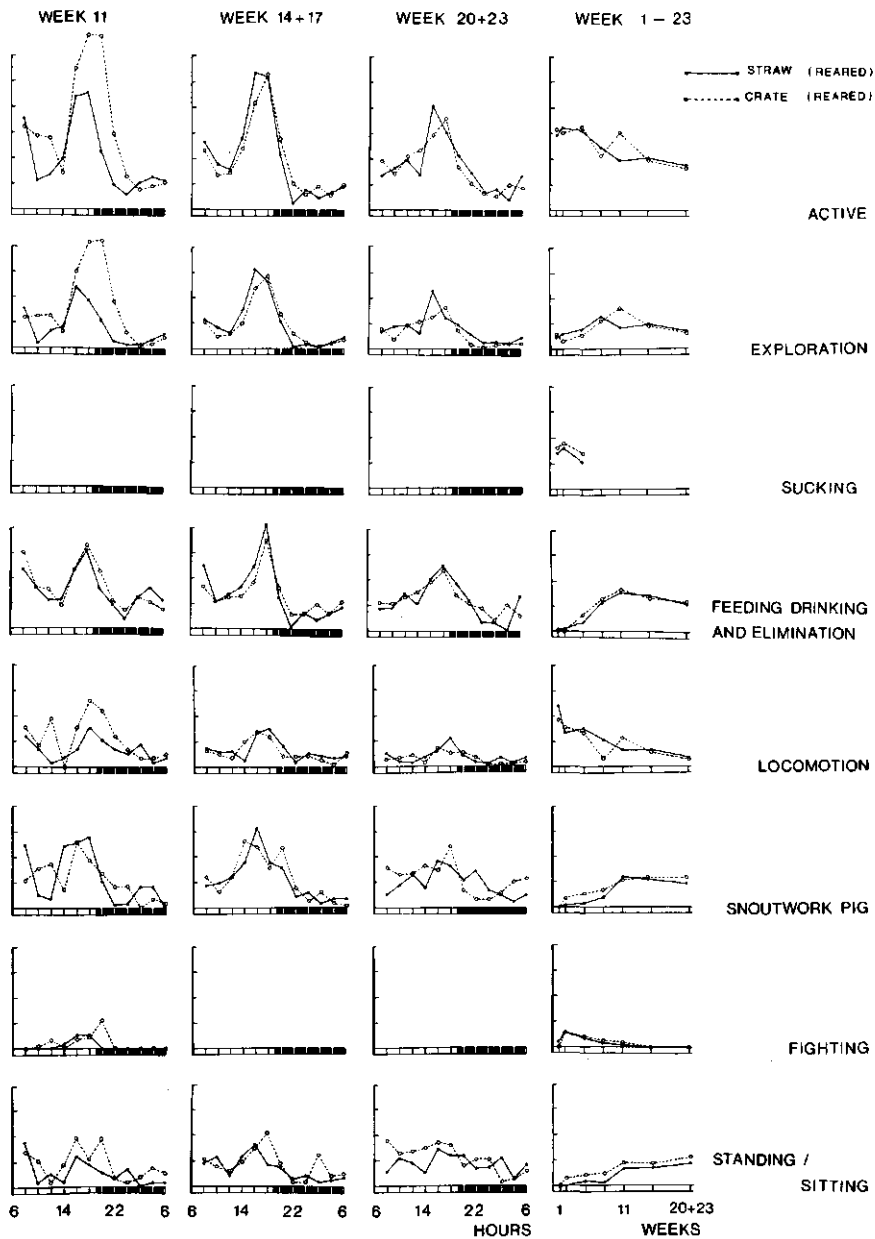 WEEK 11 WEEK 14+17 WEEK 20+23 WEEK 1-23
STRAW (REARED)
CRATE (REARED)
ACTIVE
EXPLORATION
SUCKING
FEEDING DRINKING
AND ELIMINATION
LOCOMOTION
SNOUTWORK PIG
FIGHTING
STANDING /
SITTING
6 14 22 6 6 14 22 6 6 14 22 6 1 11 20+23
HOURS WEEKS